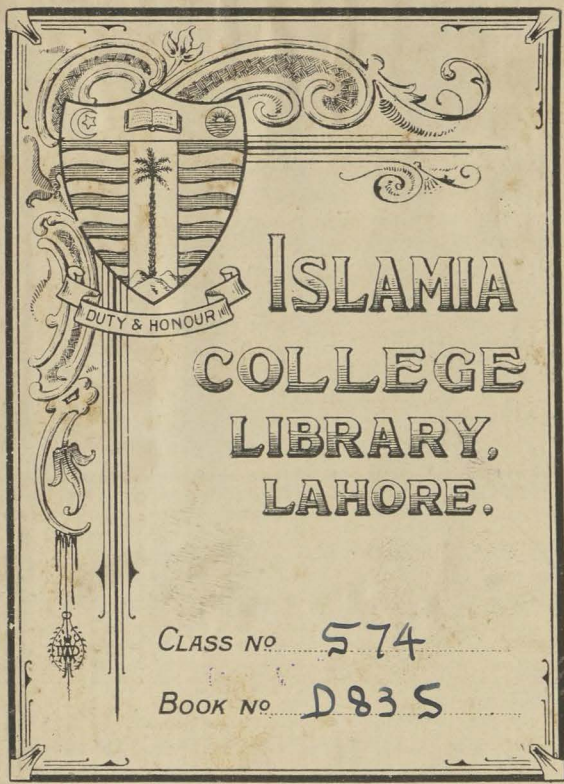 DUTY & HONOUR
ISLAMIA
COLLEGE
LIBRARY,
LAHORE.
CLASS NO 574
BOOK NO D83S